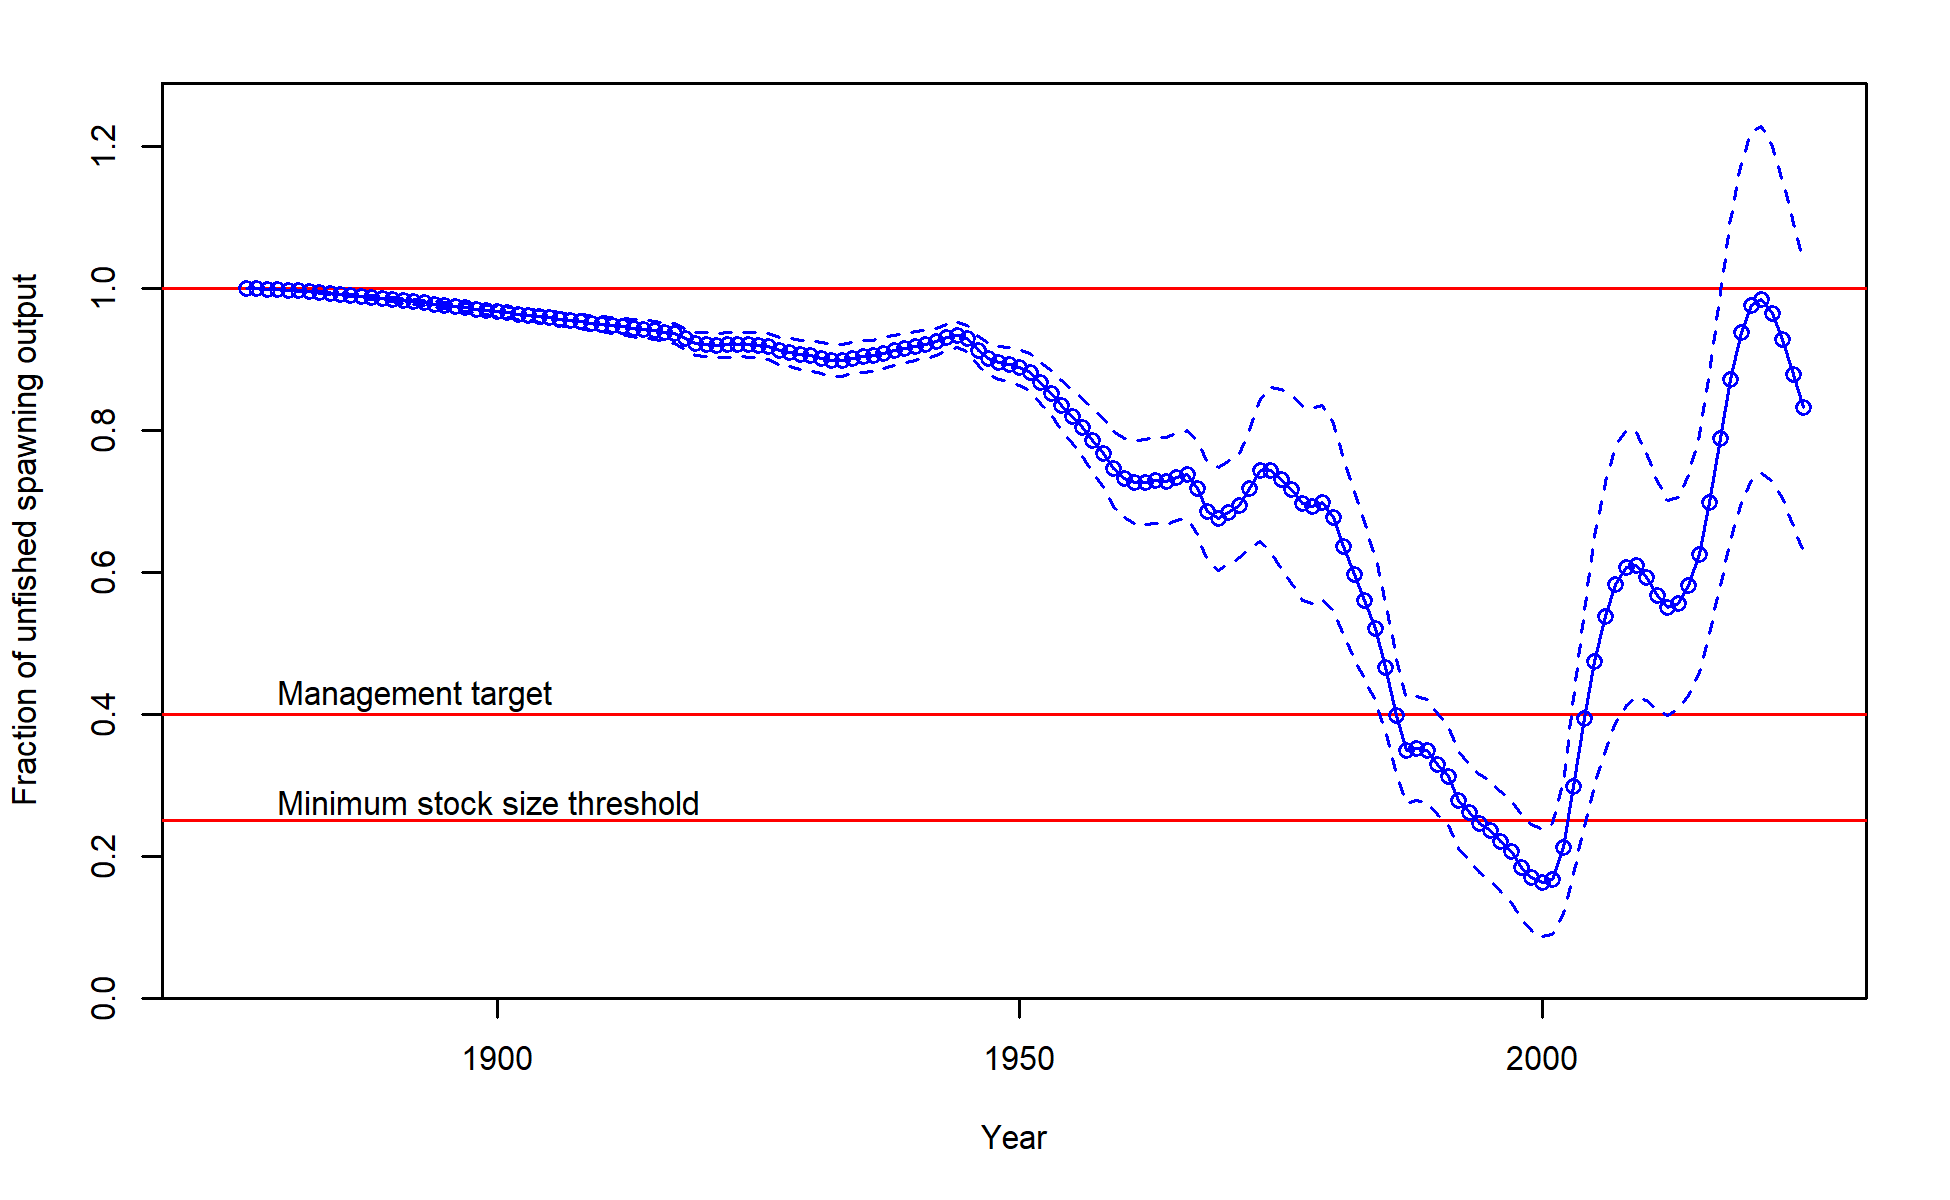 Fraction of unfished spawning output
1.2
1.0
0.8
0.6
0.4
0.2
0.0
Management target
Minimum stock size threshold
1900
1950
2000
Year